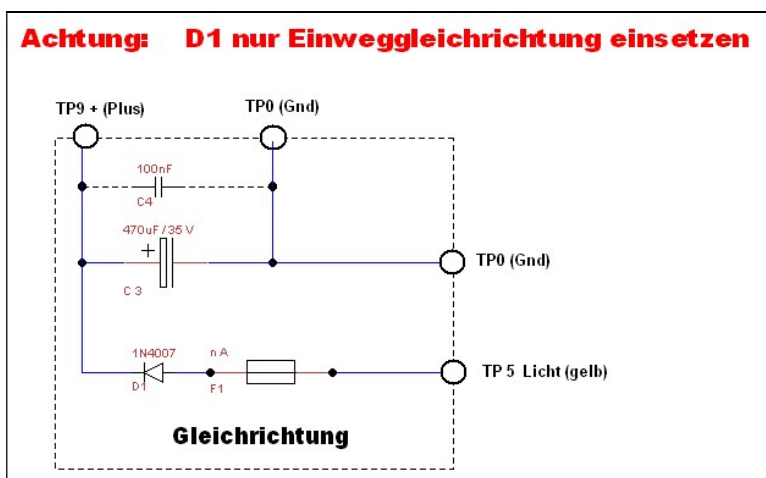 Achtung: D1 nur Einweggleichrichtung einsetzen
TP9 + (Plus) TP0 (Gnd)
100nF
C4
470uF/35 V
+
C 3
TP0 (Gnd)
1N4007 n A
D1 F1
TP 5 Licht (gelb)
Gleichrichtung